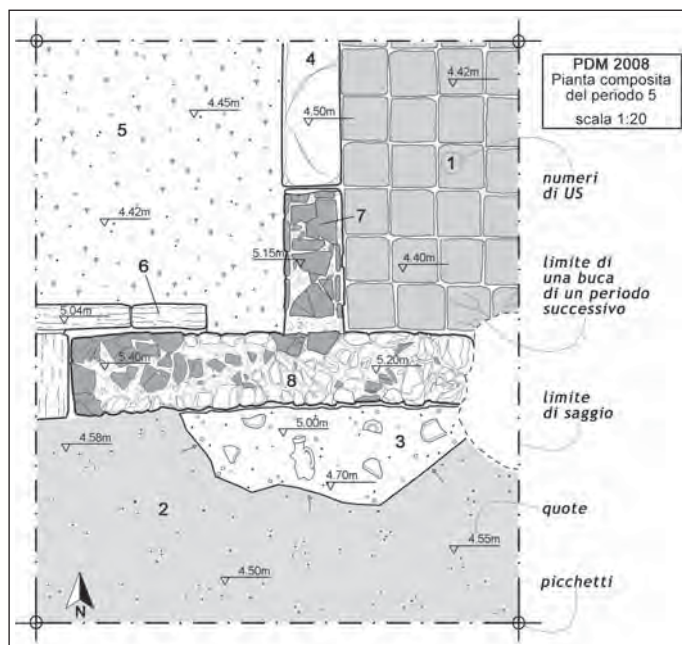 PDM 2008
Pianta composita
del periodo 5
scala 1:20
4
4.42m
4.45m
4.50m
5
1
numeri
di US
7
4.42m
5.15m
4.40m
limite di
una buca
di un periodo
successivo
6
5.04m
5.40m
5.20m
8
limite
di saggio
4.58m
5.00m
3
4.70m
2
quote
4.55m
4.50m
N
picchetti